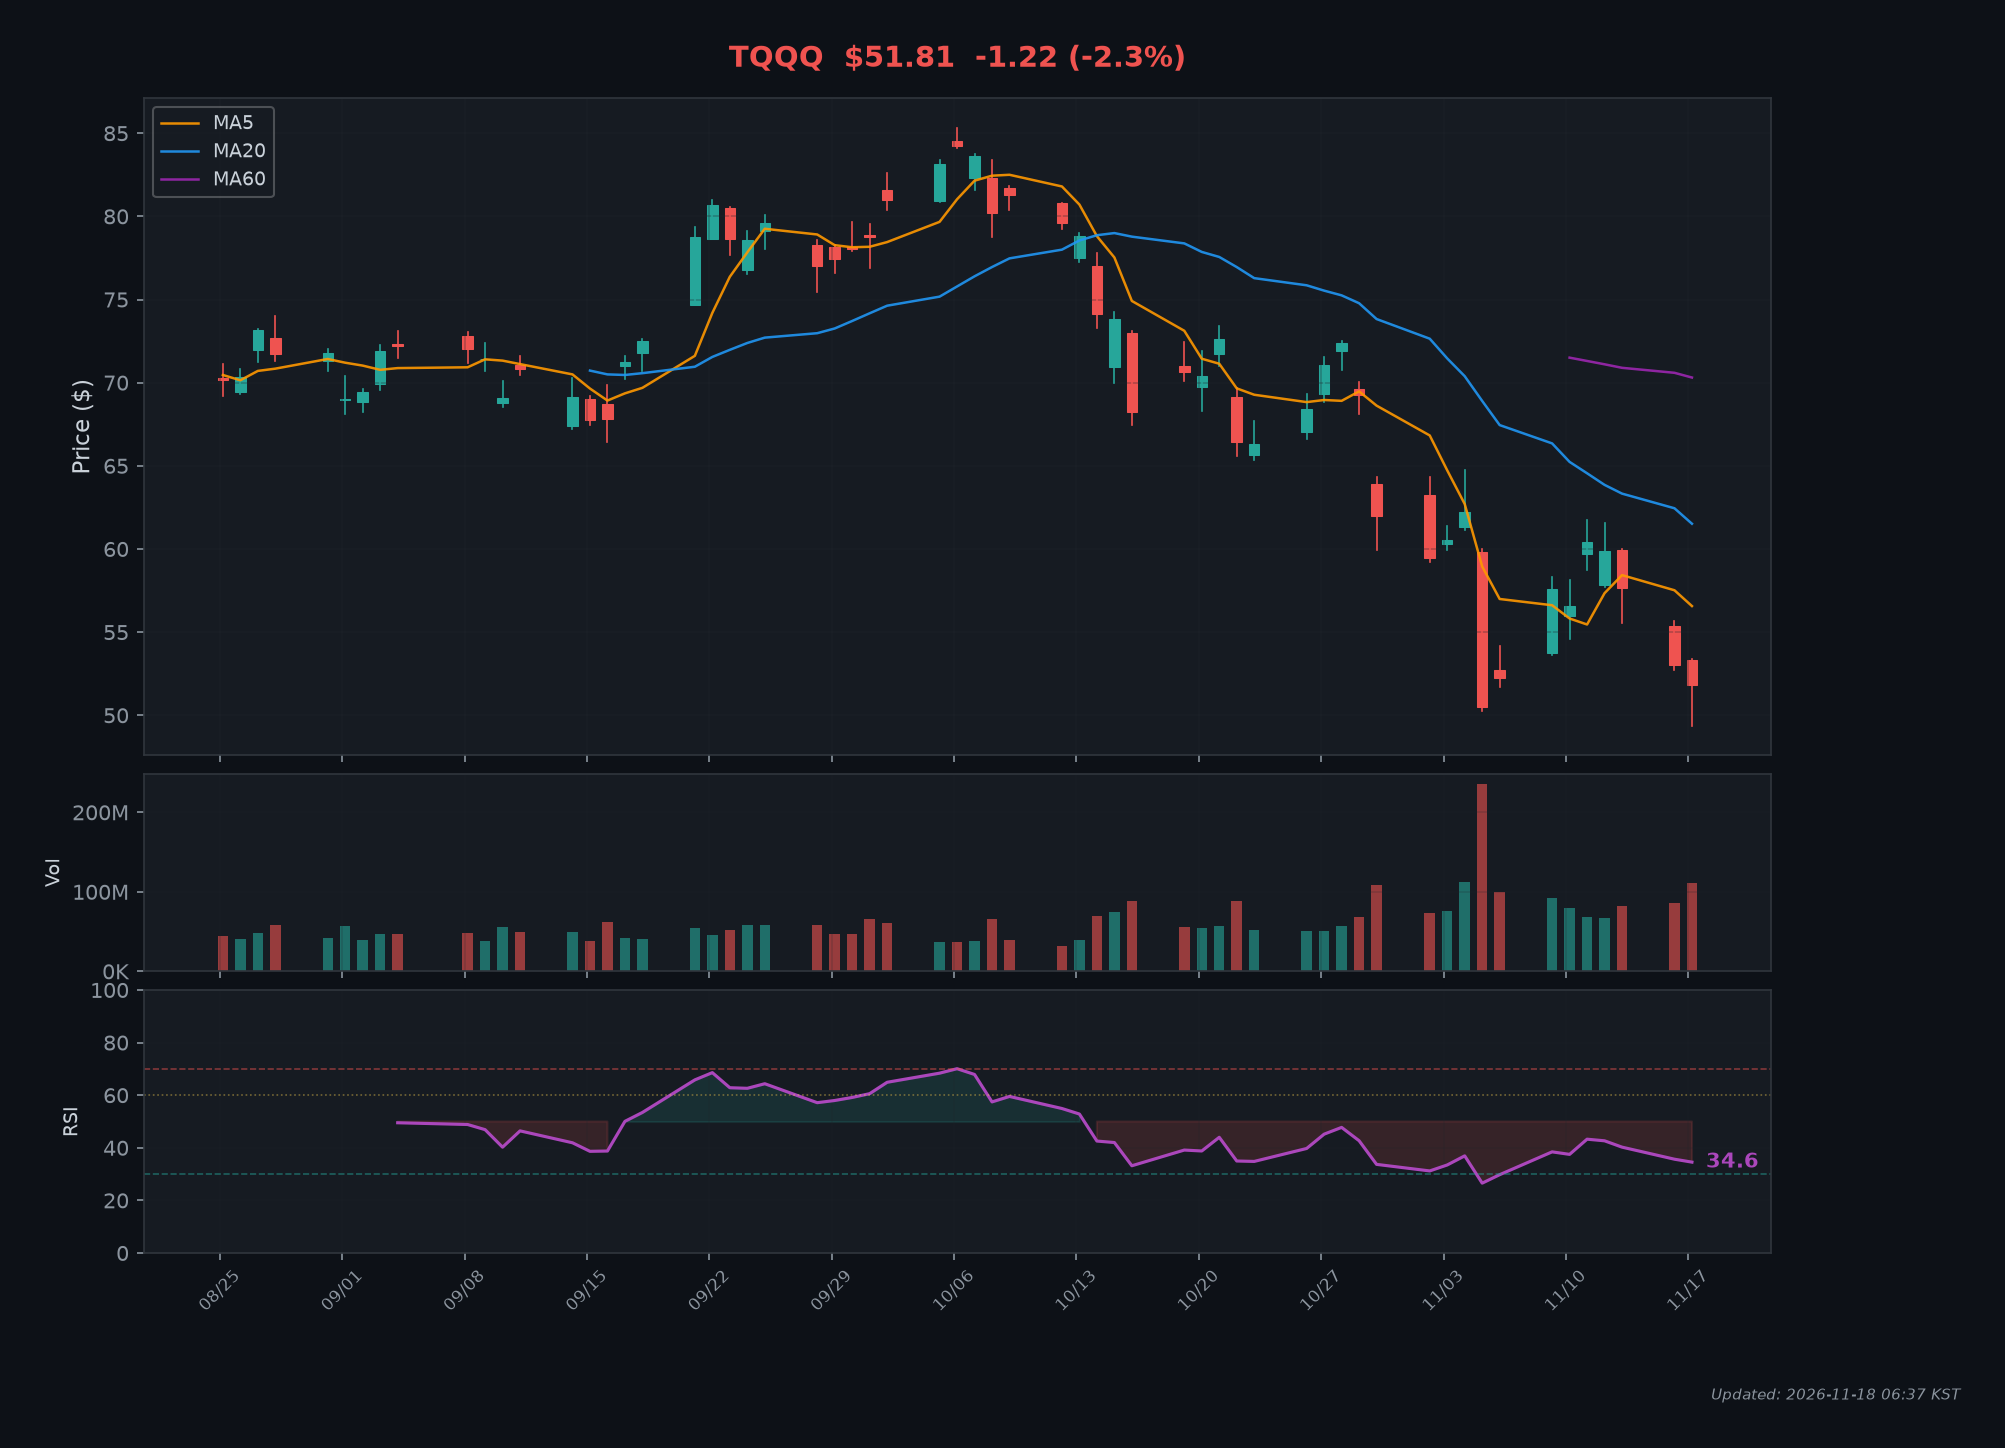 TQQQ  $51.81  -1.22 (-2.3%)
MA5
MA20
MA60
Price ($)
85
80
75
70
65
60
55
50
Vol
200M
100M
0K
RSI
100
80
60
40
20
0
34.6
08/25
09/01
09/08
09/15
09/22
09/29
10/06
10/13
10/20
10/27
11/03
11/10
11/17
Updated: 2026-11-18 06:37 KST